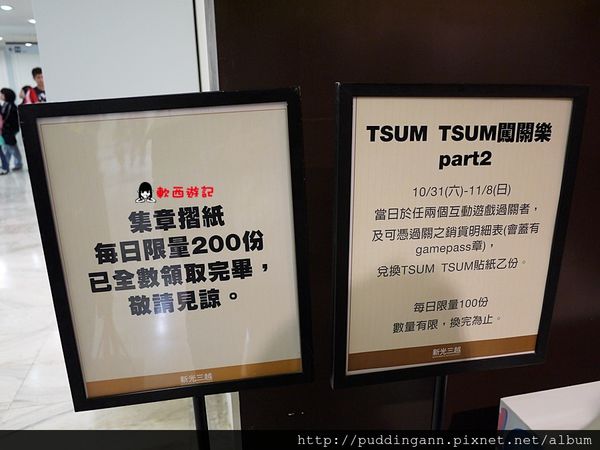 軟西遊記
集章摺紙
每日限量200份
已全數領取完畢，
敬請見諒。
新光三越
TSUM TSUM闖關樂
part2
10/31(六)-11/8(日)
當日於任兩個互動遊戲過關者，
及可憑過關之銷貨明細表(會蓋有
gamepass章)，
兌換TSUM TSUM貼紙乙份。
每日限量100份
數量有限，換完為止。
新光三越
http://puddingann.pixnet.net/album